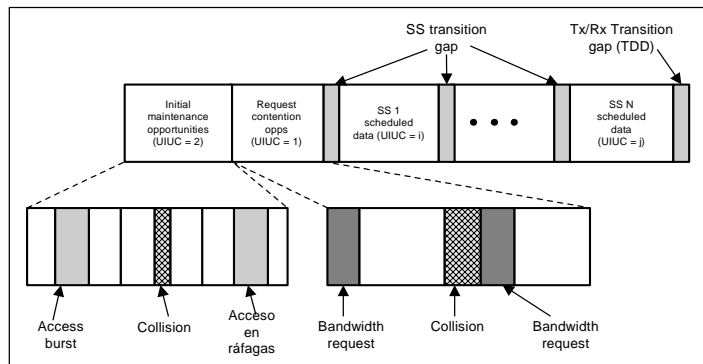 SS transition
gap
Tx/Rx Transition
gap (TDD)
Initial
maintenance
opportunities
(UIUC = 2)
Request
contention
opps
(UIUC = 1)
SS 1
scheduled
data (UIUC = i)
SS N
scheduled
data
(UIUC = j)
Access
burst
Collision
Acceso
en
ráfagas
Bandwidth
request
Collision
Bandwidth
request